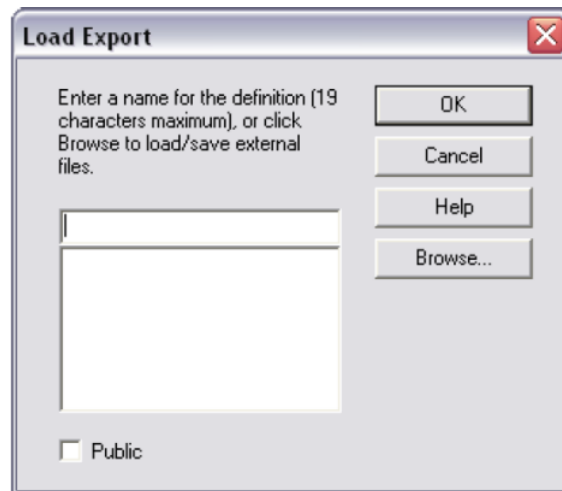 Load Export
Enter a name for the definition (19
characters maximum), or click
Browse to load/save external
files.
OK
Cancel
Help
Browse...
Public